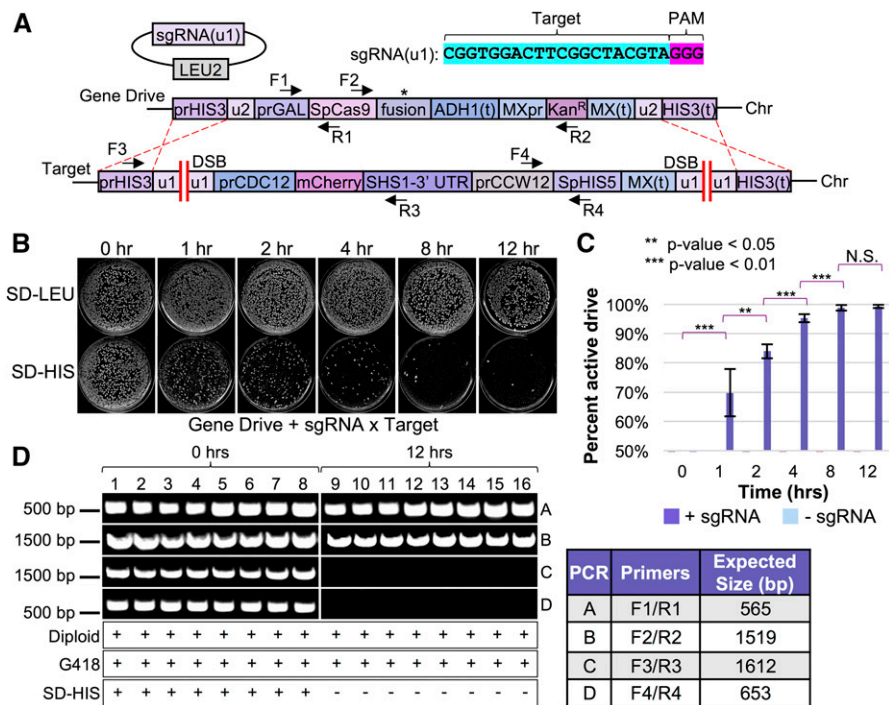 A
sgRNA(u1)
LEU2
Target PAM
sgRNA(u1): CGGTGGACTTCGGCTACGTAGGG
F1 F2 *
Gene Drive
prHIS3 u2 prGAL SpCas9 fusion ADH1(t) MXpr KanR MX(t) u2 HIS3(t) Chr
R1 R2
F3 F4
Target DSB DSB
prHIS3 u1 u1 prCDC12 mCherry SHS1-3' UTR prCCW12 SpHIS5 MX(t) u1 u1 HIS3(t) Chr
R3 R4
B
0 hr 1 hr 2 hr 4 hr 8 hr 12 hr
SD-LEU
SD-HIS
Gene Drive + sgRNA x Target
C
** p-value < 0.05
*** p-value < 0.01
N.S.
***
***
**
***
100%
90%
80%
70%
60%
50%
Percent active drive
0 1 2 4 8 12
Time (hrs)
+ sgRNA - sgRNA
D
0 hrs 12 hrs
1 2 3 4 5 6 7 8 9 10 11 12 13 14 15 16
500 bp A
1500 bp B
1500 bp C
500 bp D
Diploid + + + + + + + + + + + + + + + +
G418 + + + + + + + + + + + + + + + +
SD-HIS + + + + + + + + - - - - - - - -
PCR Primers Expected Size (bp)
A F1/R1 565
B F2/R2 1519
C F3/R3 1612
D F4/R4 653